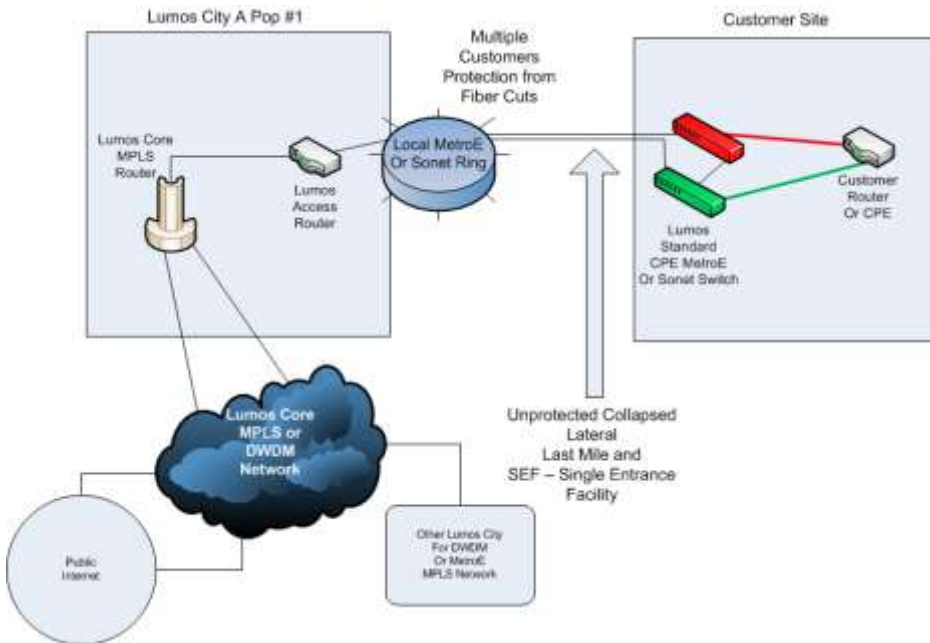 Lumos City A Pop #1
Customer Site
Multiple
Customers
Protection from
Fiber Cuts
Lumos Core
MPLS
Router
Lumos
Access
Router
Local MetroE
Or Sonet Ring
Customer
Router
Or CPE
Lumos
Standard
CPE MetroE
Or Sonet Switch
Unprotected Collapsed
Lateral
Last Mile and
SEF – Single Entrance
Facility
Lumos Core
MPLS or
DWDM
Network
Public
Internet
Other Lumos City
For DWDM
Or MetroE
MPLS Network